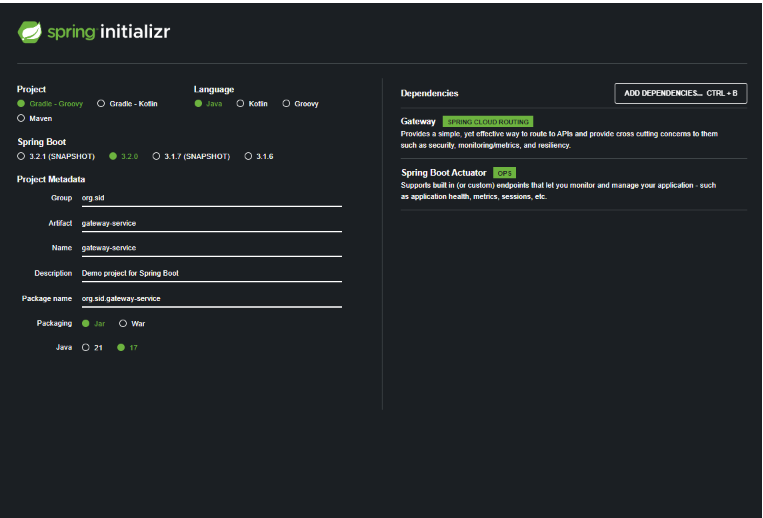 spring initializr
Project
Gradle - Groovy
Gradle - Kotlin
Maven
Language
Java
Kotlin
Groovy
Spring Boot
3.2.1 (SNAPSHOT)
3.2.0
3.1.7 (SNAPSHOT)
3.1.6
Project Metadata
Group org.sid
Artifact gateway-service
Name gateway-service
Description Demo project for Spring Boot
Package name org.sid.gateway-service
Packaging Jar War
Java 21 17
Dependencies
ADD DEPENDENCIES... CTRL + B
Gateway SPRING CLOUD ROUTING
Provides a simple, yet effective way to route to APIs and provide cross cutting concerns to them
such as security, monitoring/metrics, and resiliency.
Spring Boot Actuator OPS
Supports built in (or custom) endpoints that let you monitor and manage your application - such
as application health, metrics, sessions, etc.